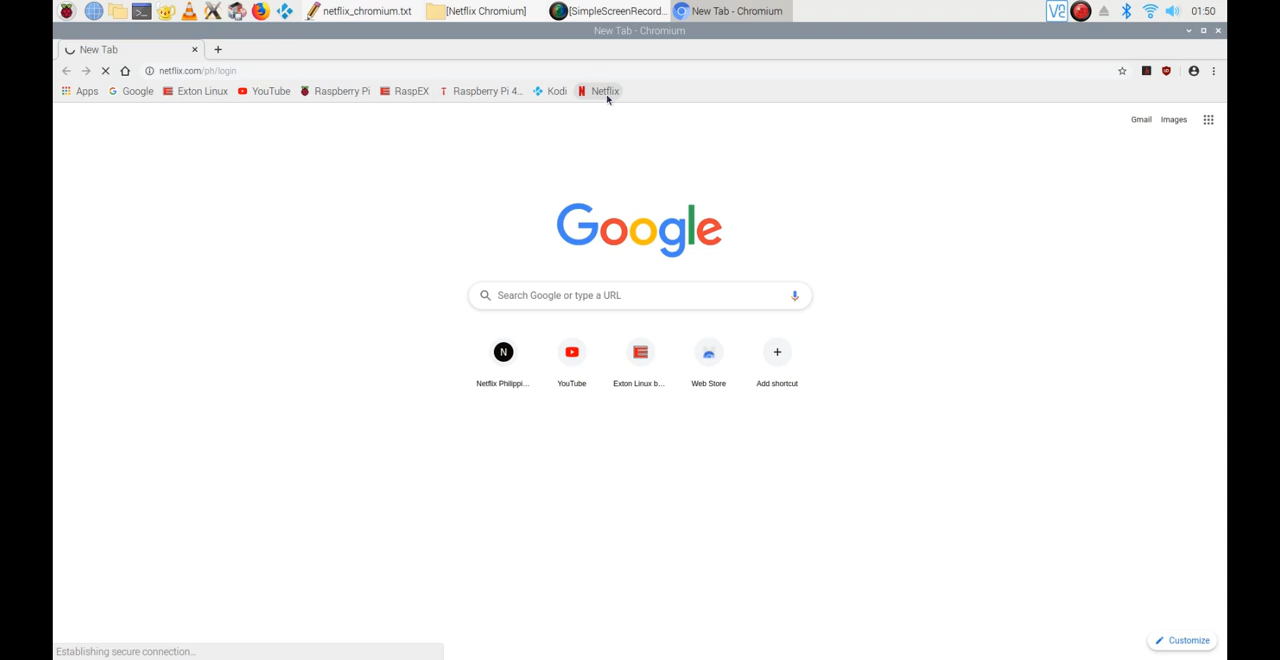 netflix_chromium.txt [Netflix Chromium] [SimpleScreenRecord... New Tab - Chromium V2 01:50
New Tab - Chromium
New Tab
netflix.com/ph/login
Apps Google Exton Linux YouTube Raspberry Pi RaspEX Raspberry Pi 4... Kodi Netflix
Gmail Images
Google
Search Google or type a URL
N
Netflix Philippi... YouTube Exton Linux b... Web Store Add shortcut
Customize
Establishing secure connection...